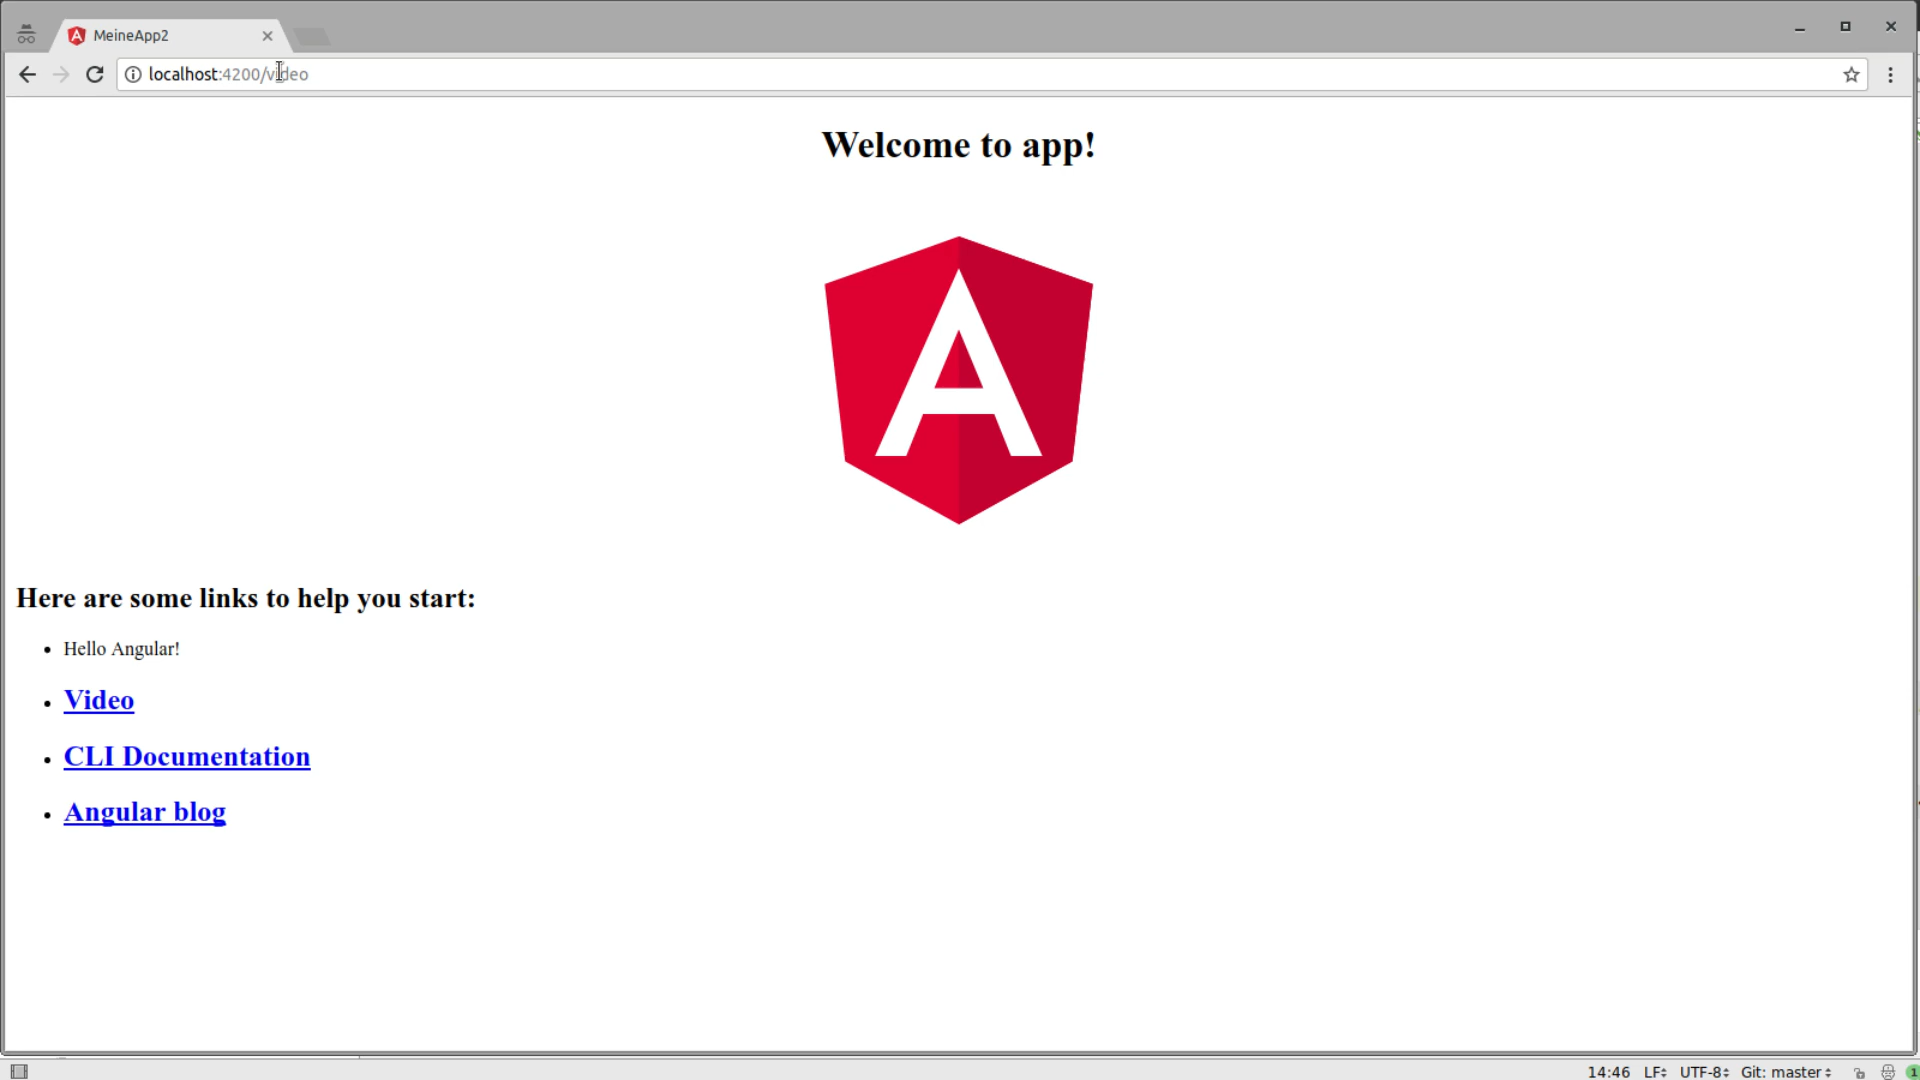 MeineApp2
localhost:4200/video
Welcome to app!
A
Here are some links to help you start:
Hello Angular!
Video
CLI Documentation
Angular blog
14:46 LF UTF-8 Git: master 1